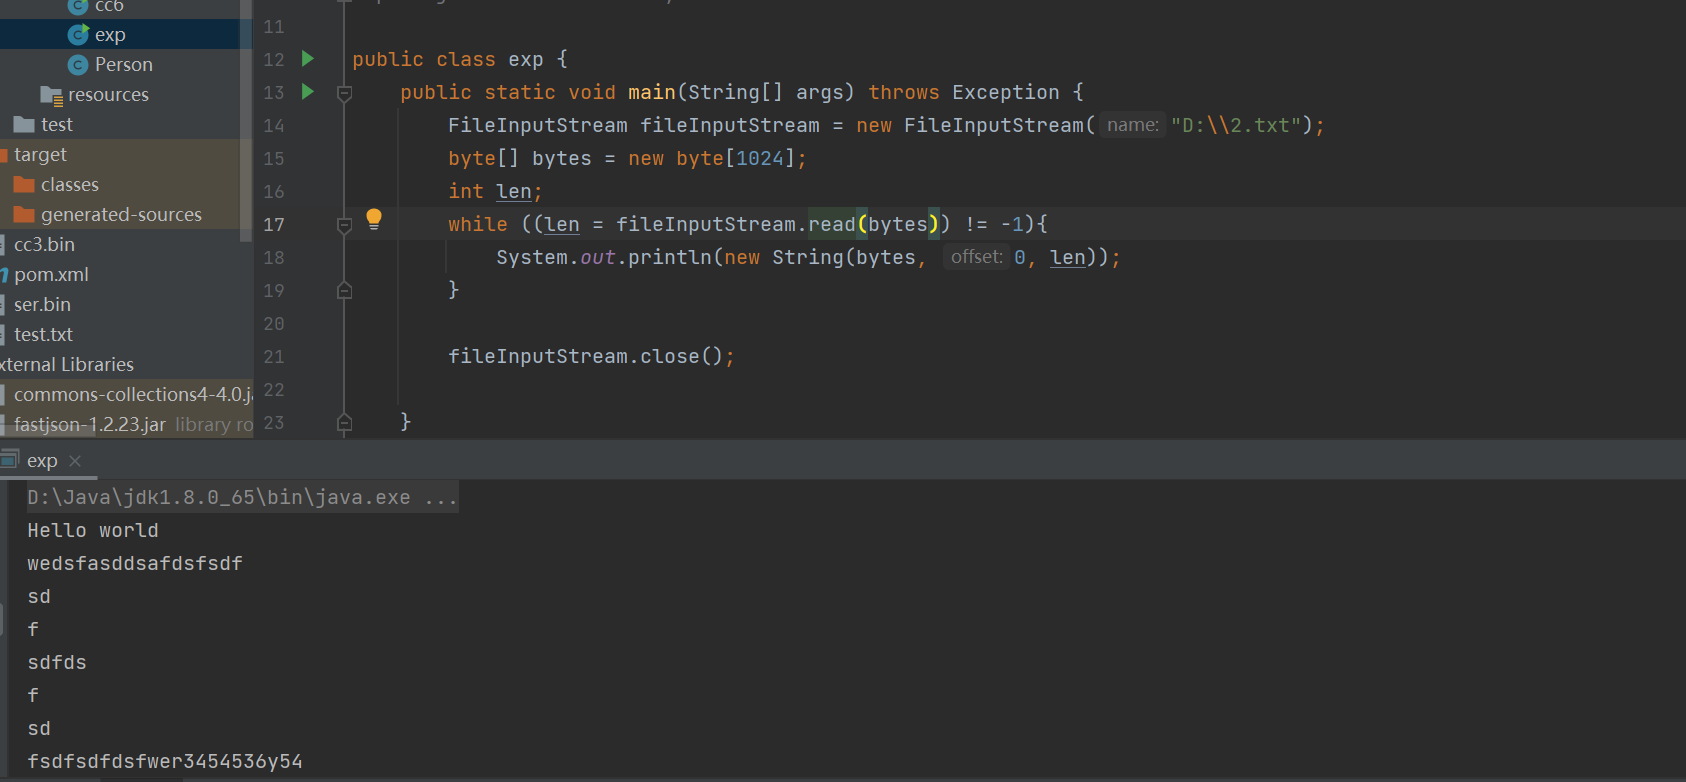 cc6
exp
Person
resources
test
target
classes
generated-sources
cc3.bin
pom.xml
ser.bin
test.txt
xternal Libraries
commons-collections4-4.0.ja
fastjson-1.2.23.jar library ro
11
12 public class exp {
13 public static void main(String[] args) throws Exception {
14 FileInputStream fileInputStream = new FileInputStream( name: "D:\\2.txt");
15 byte[] bytes = new byte[1024];
16 int len;
17 while ((len = fileInputStream.read(bytes)) != -1){
18 System.out.println(new String(bytes, offset: 0, len));
19 }
20
21 fileInputStream.close();
22
23 }
exp
D:\Java\jdk1.8.0_65\bin\java.exe ...
Hello world
wedsfasddsafdsfsdf
sd
f
sdfds
f
sd
fsdfsdfdsfwer3454536y54